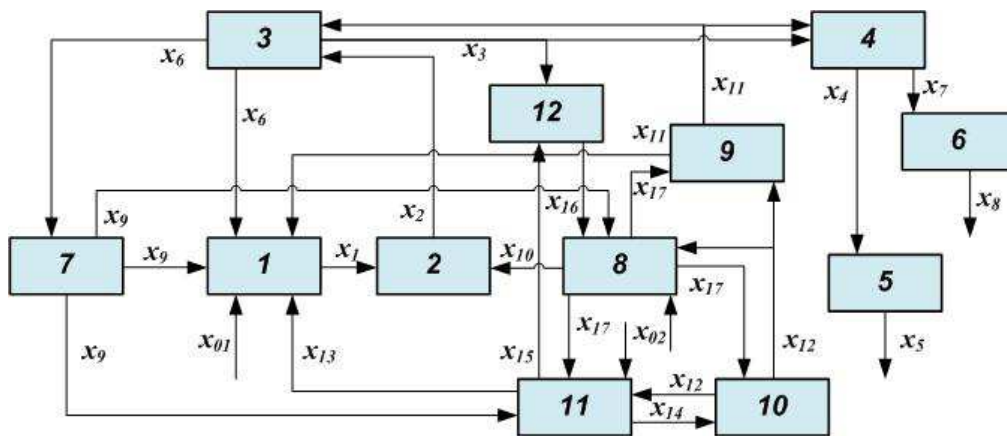 3
4
x₆
x₃
x₄
x₇
x₆
x₁₁
12
x₁₁
9
6
x₁₇
x₉
x₂
x₁₆
x₈
7
x₉
1
x₁
2
x₁₀
8
x₁₇
5
x₉
x₀₁
x₁₃
x₁₅
x₁₇
x₀₂
x₁₂
x₅
11
x₁₂
x₁₄
10